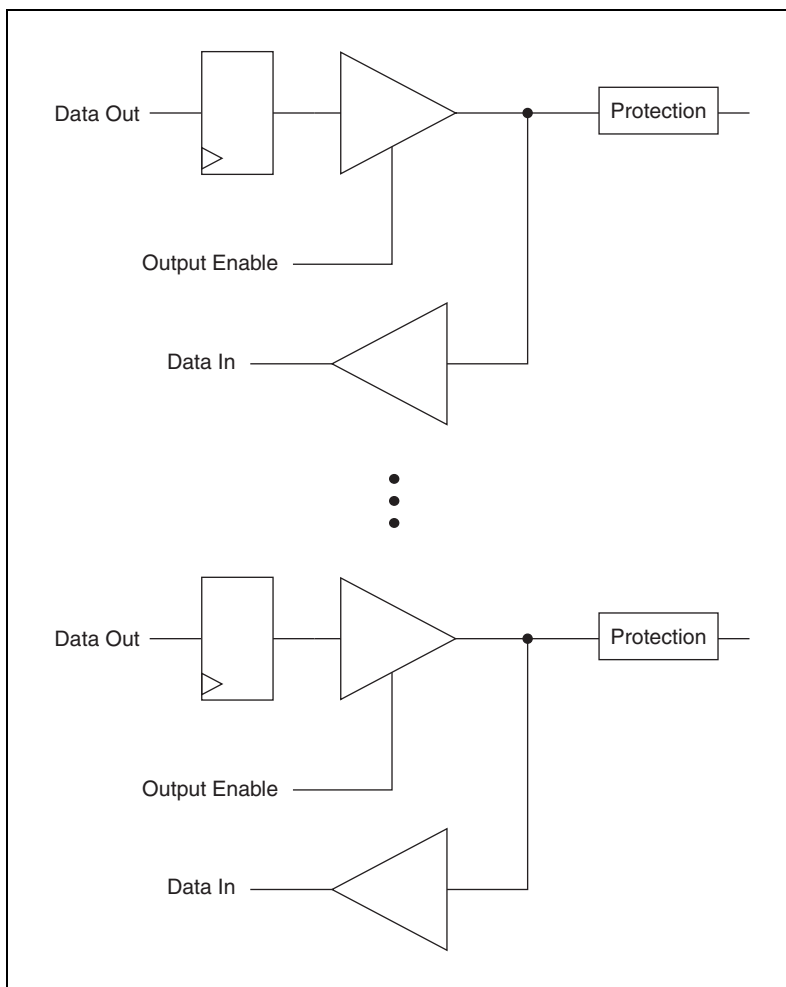 Data Out
Protection
Output Enable
Data In
Data Out
Protection
Output Enable
Data In